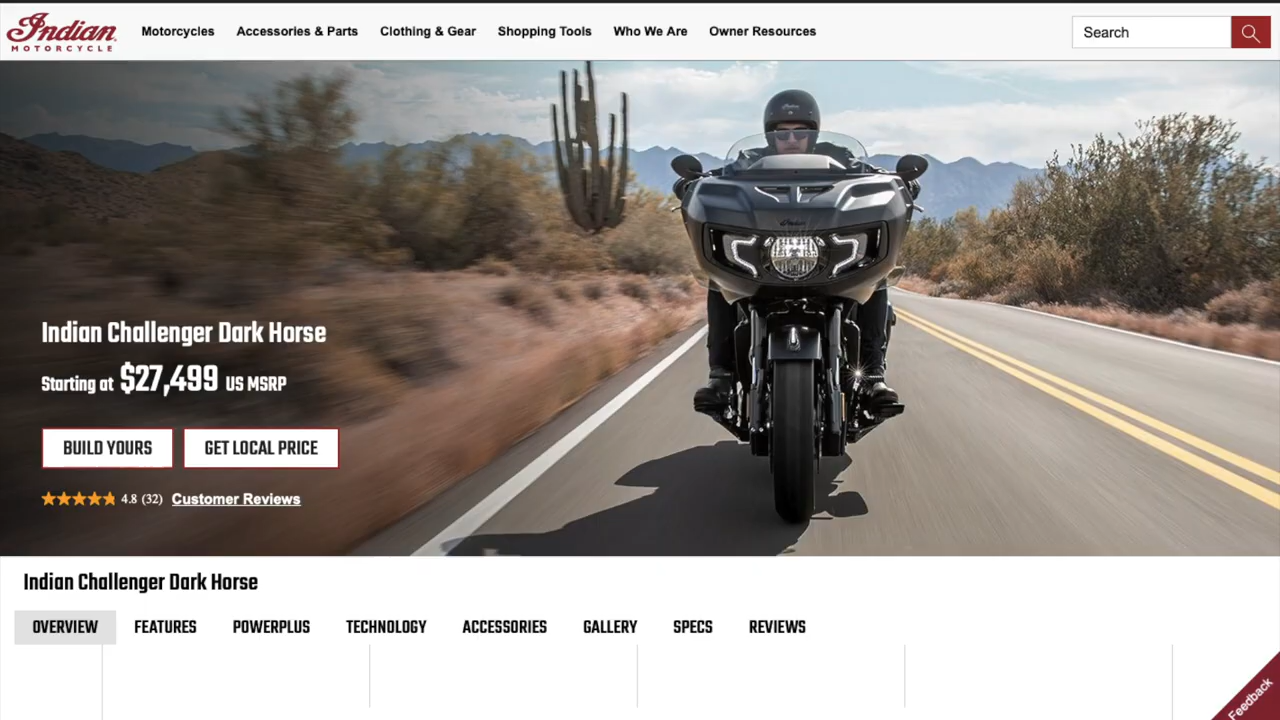 Indian
MOTORCYCLE
Motorcycles Accessories & Parts Clothing & Gear Shopping Tools Who We Are Owner Resources
Search
Indian
Indian Challenger Dark Horse
Starting at $27,499 US MSRP
BUILD YOURS GET LOCAL PRICE
4.8 (32) Customer Reviews
Indian Challenger Dark Horse
OVERVIEW FEATURES POWERPLUS TECHNOLOGY ACCESSORIES GALLERY SPECS REVIEWS
Feedback